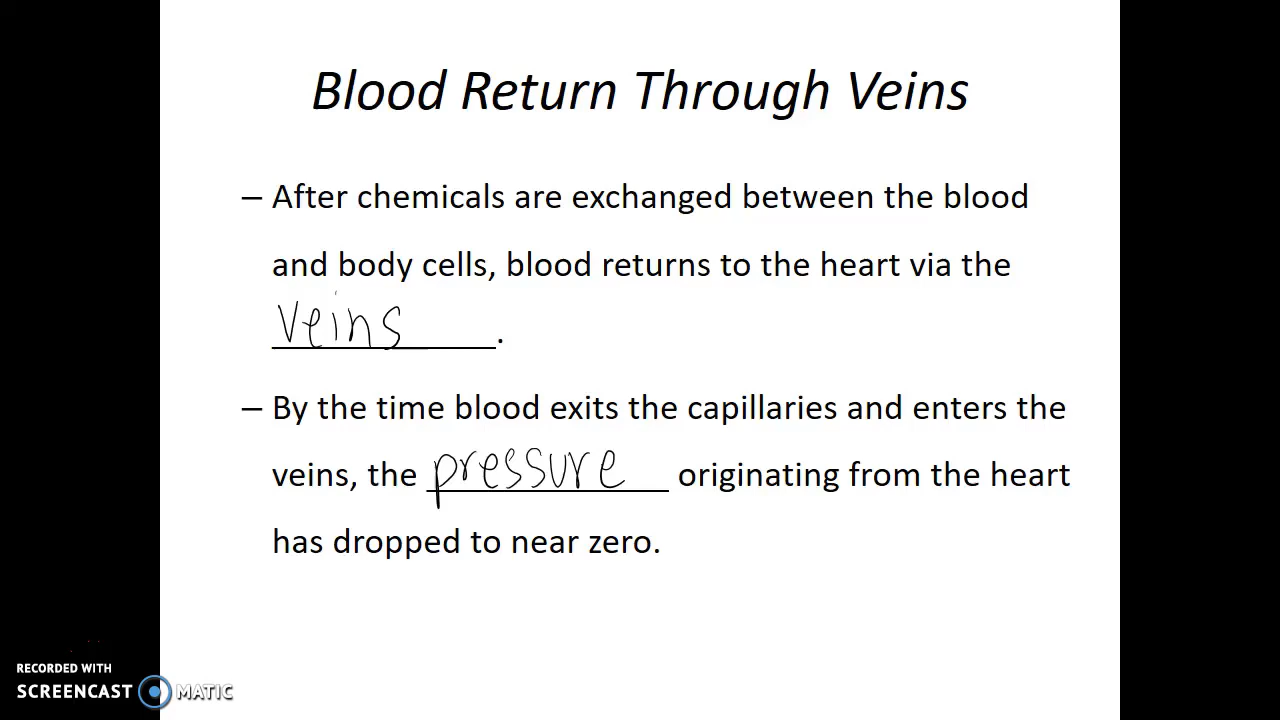 Blood Return Through Veins
– After chemicals are exchanged between the blood
and body cells, blood returns to the heart via the
veins.
– By the time blood exits the capillaries and enters the
veins, the pressure originating from the heart
has dropped to near zero.
RECORDED WITH
SCREENCAST MATIC